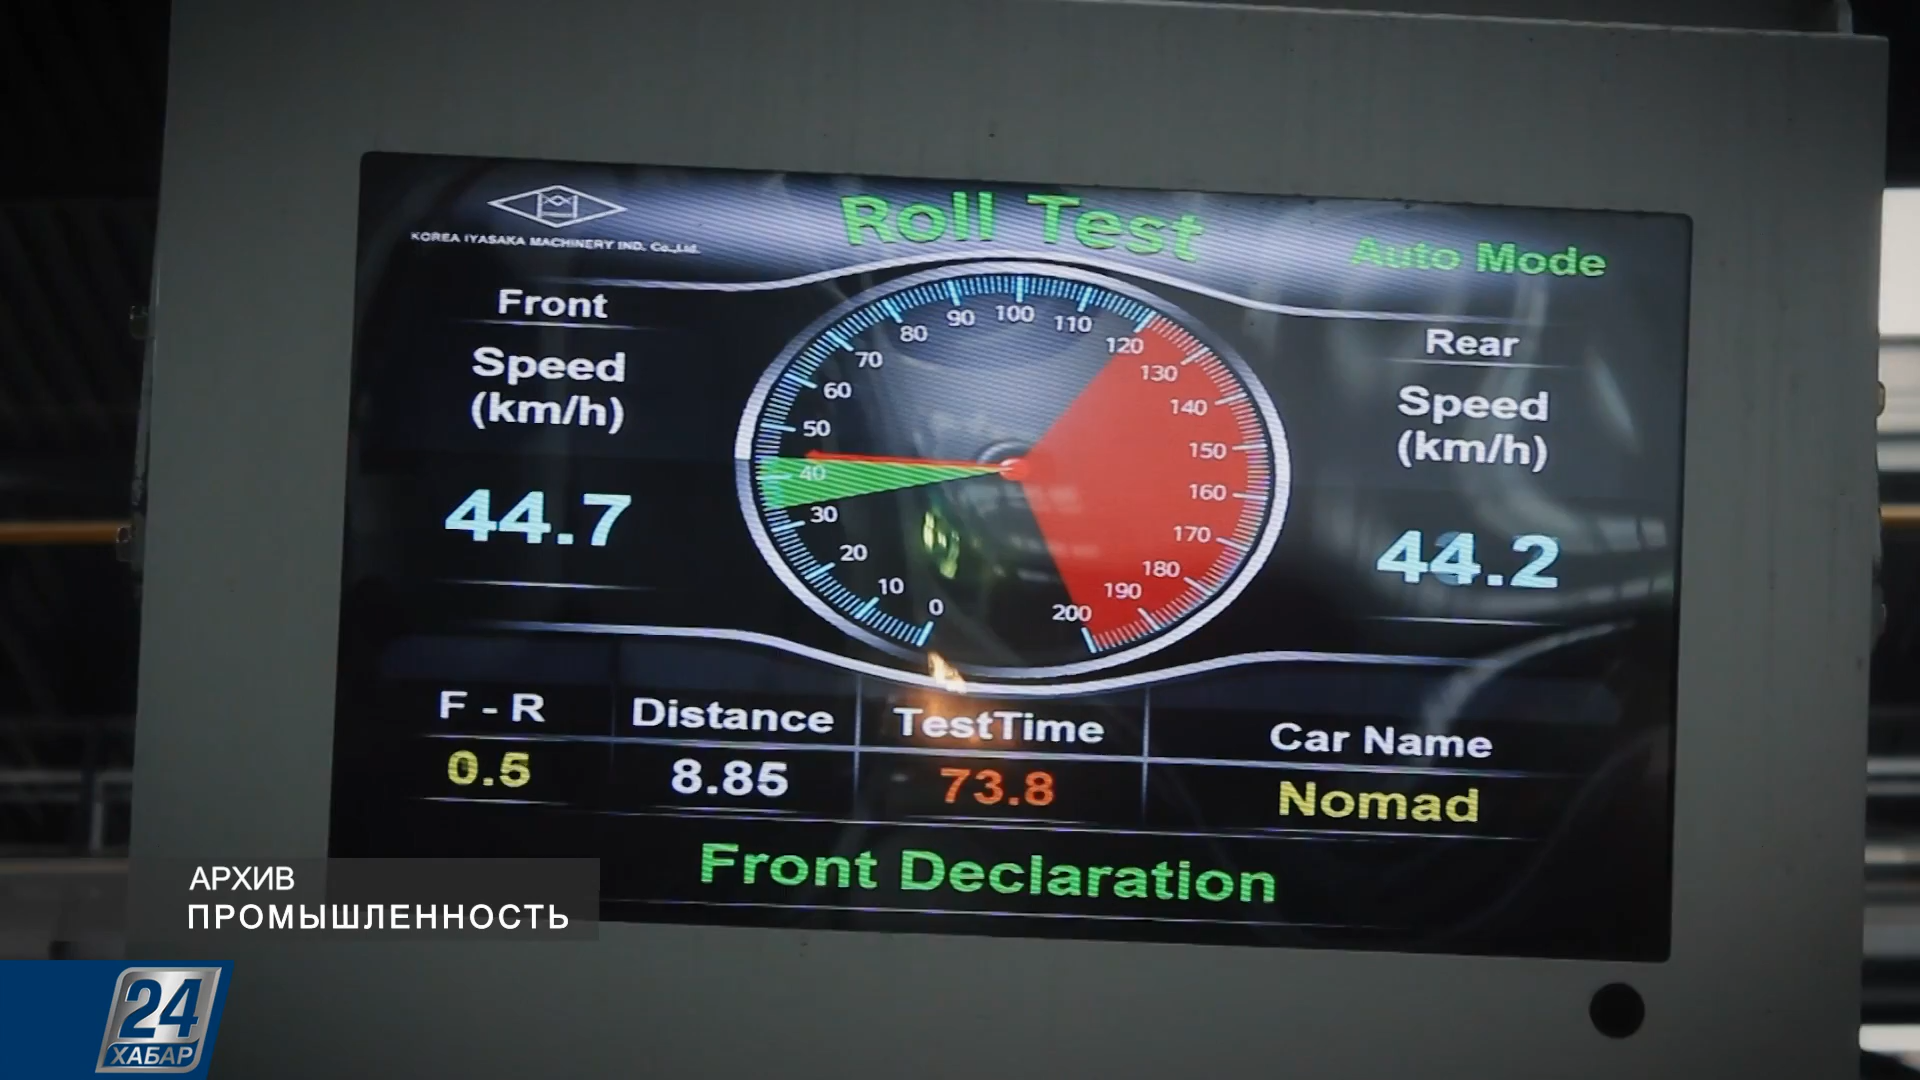 KOREA IYASAKA MACHINERY IND. Co.,Ltd.
Roll Test
Auto Mode
Front
Speed
(km/h)
44.7
0
10
20
30
40
50
60
70
80
90
100
110
120
130
140
150
160
170
180
190
200
Rear
Speed
(km/h)
44.2
F - R
Distance
TestTime
Car Name
0.5
8.85
73.8
Nomad
Front Declaration
АРХИВ
ПРОМЫШЛЕННОСТЬ
24
ХАБАР